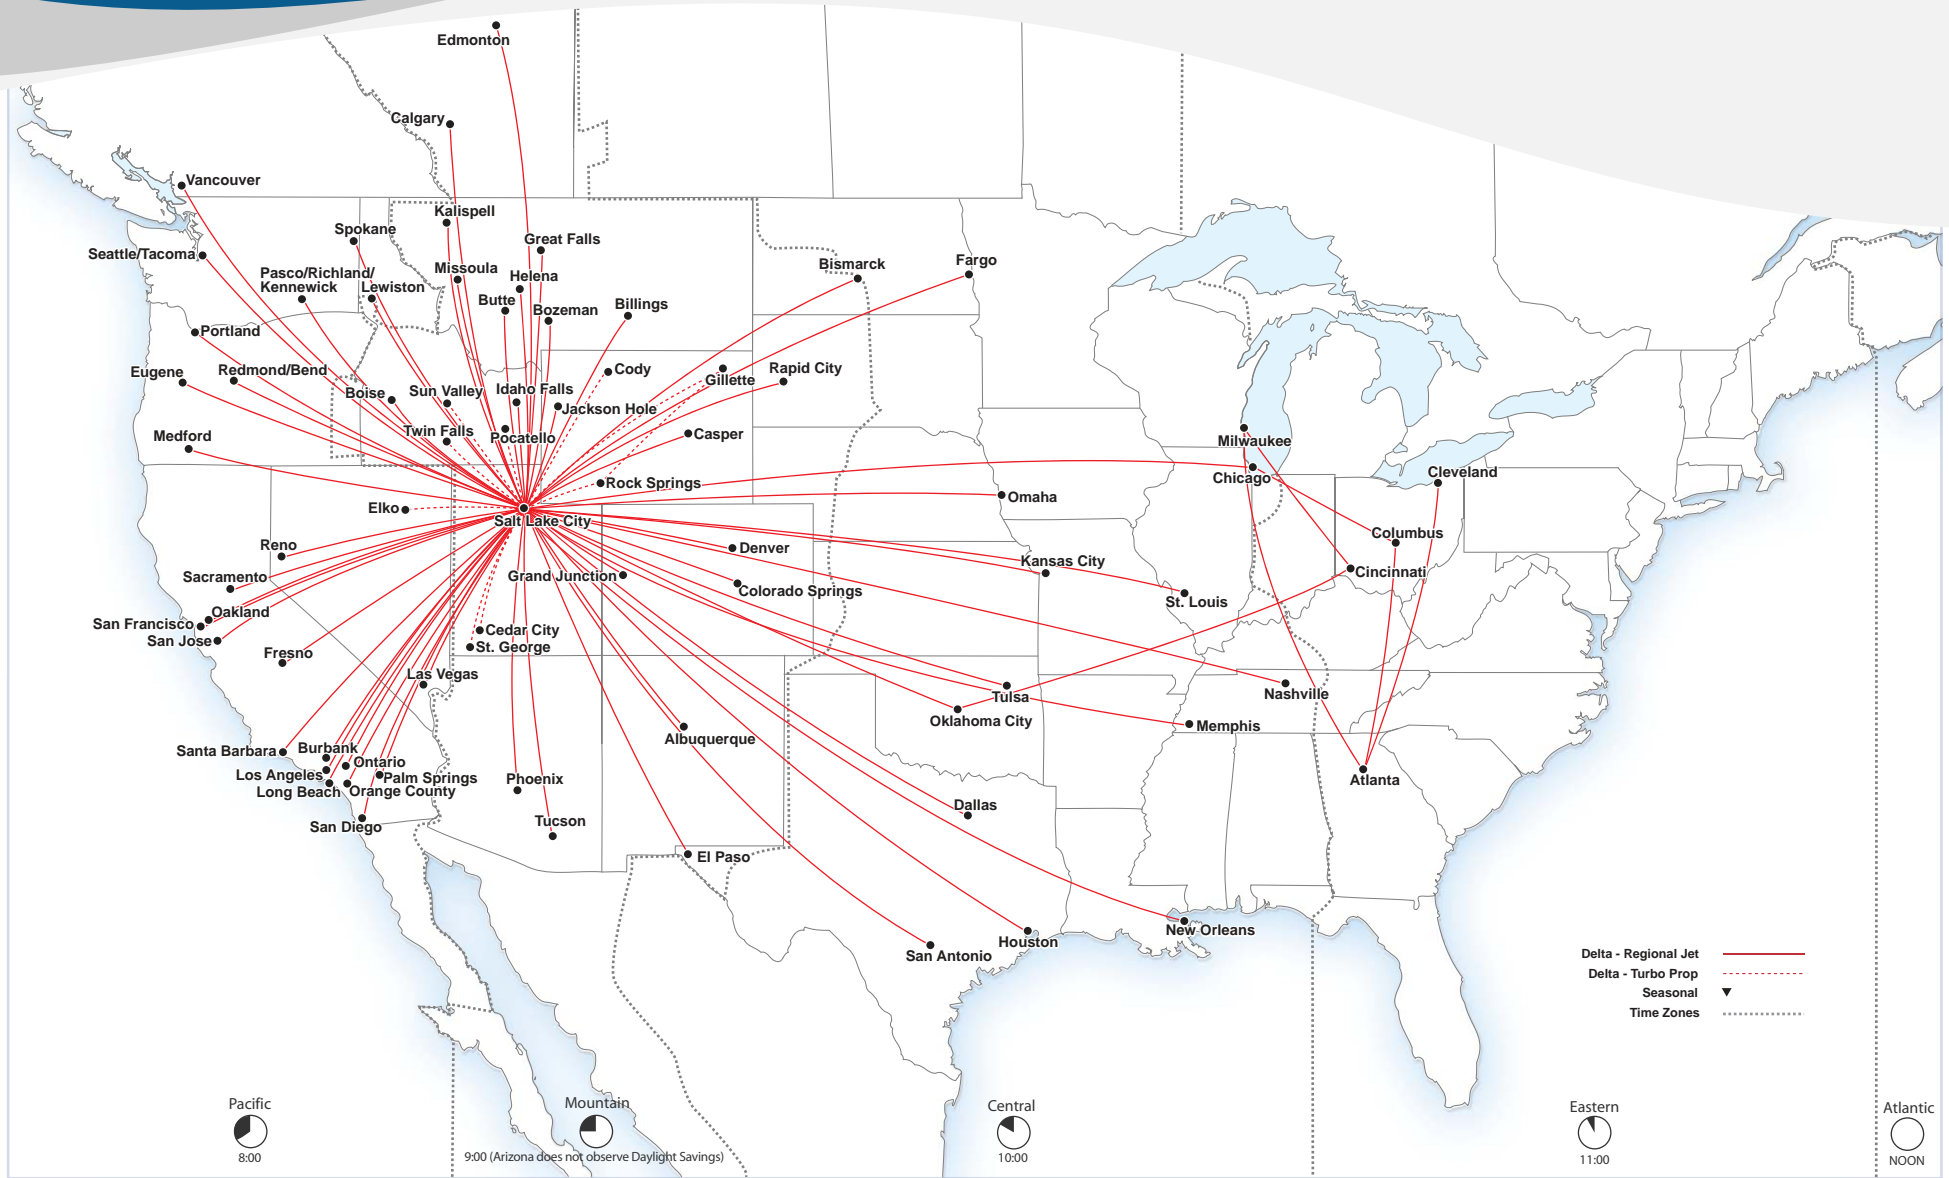 Edmonton
Calgary
Vancouver
Kalispell
Spokane
Great Falls
Seattle/Tacoma
Bismarck
Fargo
Missoula
Pasco/Richland/
Kennewick
Helena
Lewiston
Butte
Billings
Bozeman
Portland
Eugene
Redmond/Bend
Cody
Rapid City
Gillette
Boise
Sun Valley
Idaho Falls
Jackson Hole
Twin Falls
Pocatello
Casper
Medford
Milwaukee
Chicago
Cleveland
Rock Springs
Omaha
Elko
Salt Lake City
Columbus
Reno
Denver
Kansas City
Cincinnati
Sacramento
Grand Junction
Colorado Springs
St. Louis
Oakland
San Francisco
San Jose
Cedar City
St. George
Fresno
Las Vegas
Nashville
Tulsa
Oklahoma City
Memphis
Albuquerque
Santa Barbara
Burbank
Ontario
Los Angeles
Palm Springs
Long Beach
Orange County
Phoenix
Atlanta
Dallas
San Diego
Tucson
El Paso
New Orleans
Houston
San Antonio
Delta - Regional Jet
Delta - Turbo Prop
Seasonal
Time Zones
Pacific
8:00
Mountain
9:00 (Arizona does not observe Daylight Savings)
Central
10:00
Eastern
11:00
Atlantic
NOON